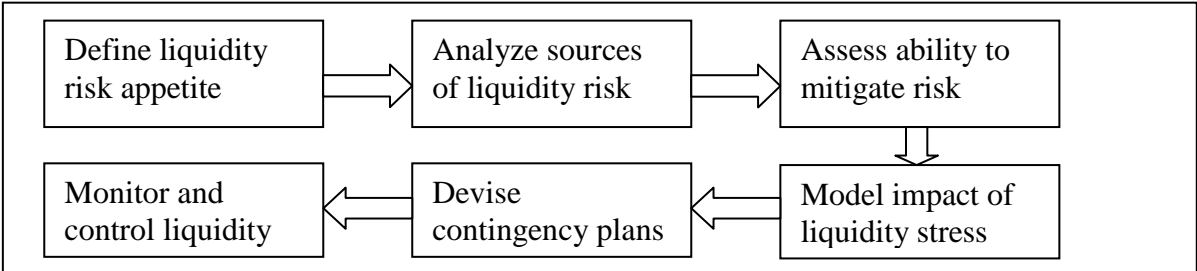 Define liquidity
risk appetite
Analyze sources
of liquidity risk
Assess ability to
mitigate risk
Model impact of
liquidity stress
Devise
contingency plans
Monitor and
control liquidity